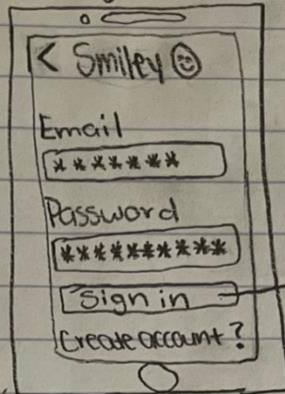 < Smiley ☺
Email
*******
Password
**********
Sign in
Create account?